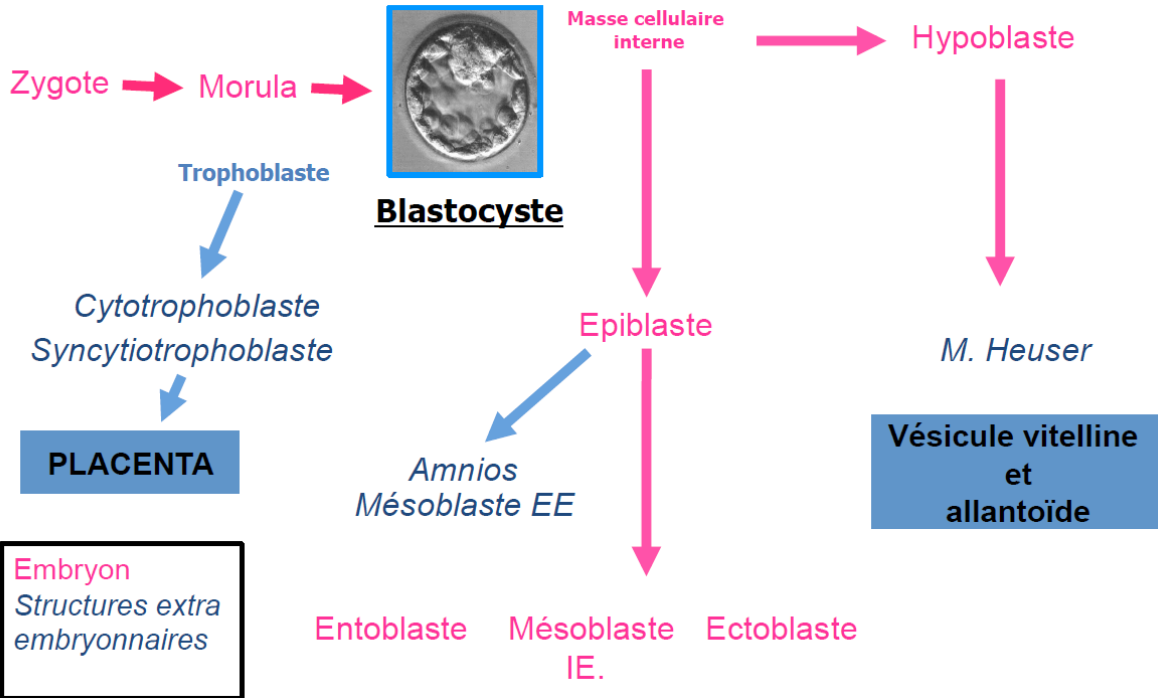 Masse cellulaire
interne
Hypoblaste
Zygote
Morula
Trophoblaste
Blastocyste
Cytotrophoblaste
Syncytiotrophoblaste
Epiblaste
M. Heuser
PLACENTA
Amnios
Mésoblaste EE
Vésicule vitelline
et
allantoïde
Embryon
Structures extra
embryonnaires
Entoblaste
Mésoblaste
IE.
Ectoblaste